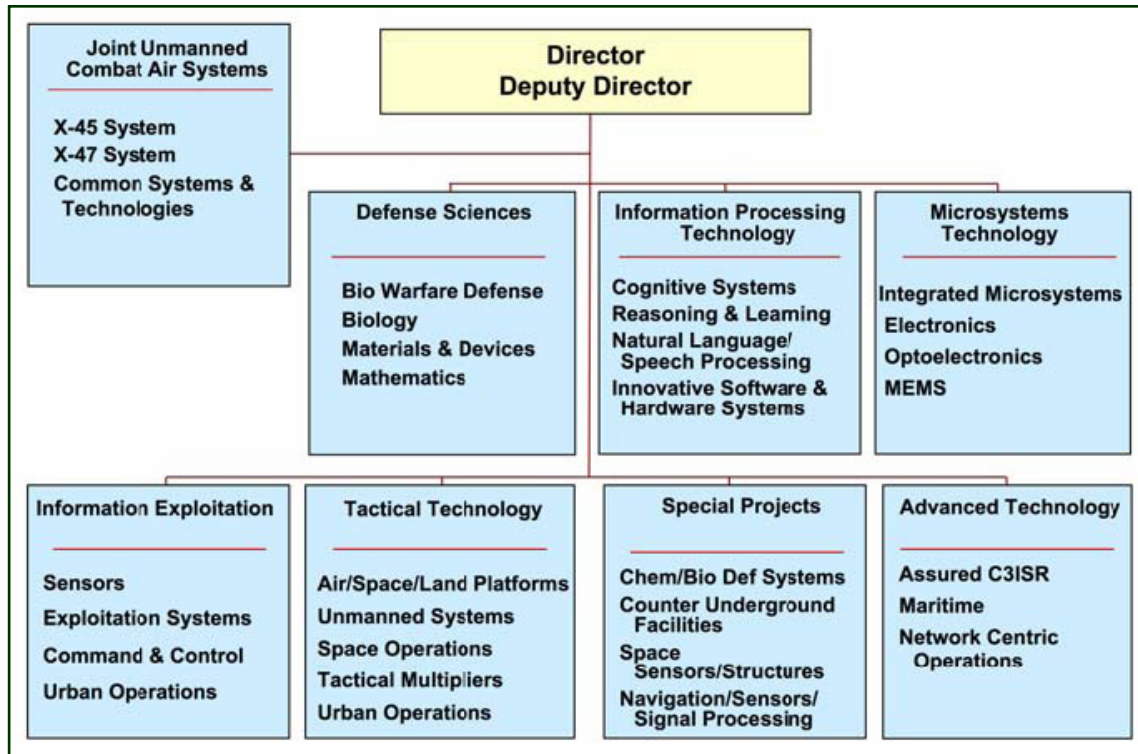 Joint Unmanned
Combat Air Systems
X-45 System
X-47 System
Common Systems &
Technologies
Director
Deputy Director
Defense Sciences
Bio Warfare Defense
Biology
Materials & Devices
Mathematics
Information Processing
Technology
Cognitive Systems
Reasoning & Learning
Natural Language/
Speech Processing
Innovative Software &
Hardware Systems
Microsystems
Technology
Integrated Microsystems
Electronics
Optoelectronics
MEMS
Information Exploitation
Sensors
Exploitation Systems
Command & Control
Urban Operations
Tactical Technology
Air/Space/Land Platforms
Unmanned Systems
Space Operations
Tactical Multipliers
Urban Operations
Special Projects
Chem/Bio Def Systems
Counter Underground
Facilities
Space
Sensors/Structures
Navigation/Sensors/
Signal Processing
Advanced Technology
Assured C3ISR
Maritime
Network Centric
Operations